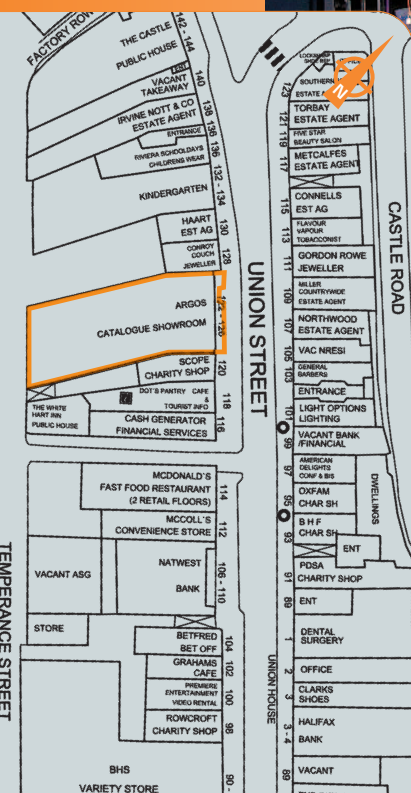 FACTORY ROW
THE CASTLE
PUBLIC HOUSE
142 - 144
VACANT
TAKEAWAY
140
IRVINE NOTT & CO
ESTATE AGENT
138
ENTRANCE
136
RIVIERA SCHOOLDAYS
CHILDRENS WEAR
136
132 - 134
KINDERGARTEN
HAART
EST AG
130
CONROY
COUCH
JEWELLER
128
ARGOS
CATALOGUE SHOWROOM
122 - 126
SCOPE
CHARITY SHOP
120
DOT'S PANTRY CAFE
&
TOURIST INFO
118
THE WHITE
HART INN
PUBLIC HOUSE
CASH GENERATOR
FINANCIAL SERVICES
116
MCDONALD'S
FAST FOOD RESTAURANT
(2 RETAIL FLOORS)
114
MCCOLL'S
CONVENIENCE STORE
112
VACANT ASG
NATWEST
BANK
106 - 110
STORE
BETFRED
BET OFF
104
GRAHAMS
CAFE
102
PREMIERE
ENTERTAINMENT
VIDEO RENTAL
100
ROWCROFT
CHARITY SHOP
98
BHS
VARIETY STORE
90 -
TEMPERANCE STREET
UNION STREET
UNION HOUSE
CASTLE ROAD
N
SOUTHERN
ESTATE
123
TORBAY
ESTATE AGENT
121
FIVE STAR
BEAUTY SALON
119
METCALFES
ESTATE AGENT
117
CONNELLS
EST AG
115
FLAVOUR
VAPOUR
TOBACCONIST
113
GORDON ROWE
JEWELLER
111
MILLER
COUNTRYWIDE
ESTATE AGENT
109
NORTHWOOD
ESTATE AGENT
107
VAC NRESI
105
GENERAL
BARBERS
103
ENTRANCE
LIGHT OPTIONS
LIGHTING
101
VACANT BANK
/FINANCIAL
99
AMERICAN
DELIGHTS
CONF & BIS
97
OXFAM
CHAR SH
95
DWELLINGS
B H F
CHAR SH
93
ENT
PDSA
CHARITY SHOP
91
ENT
89
DENTAL
SURGERY
1
OFFICE
2
CLARKS
SHOES
3
HALIFAX
BANK
3 - 4
VACANT
89